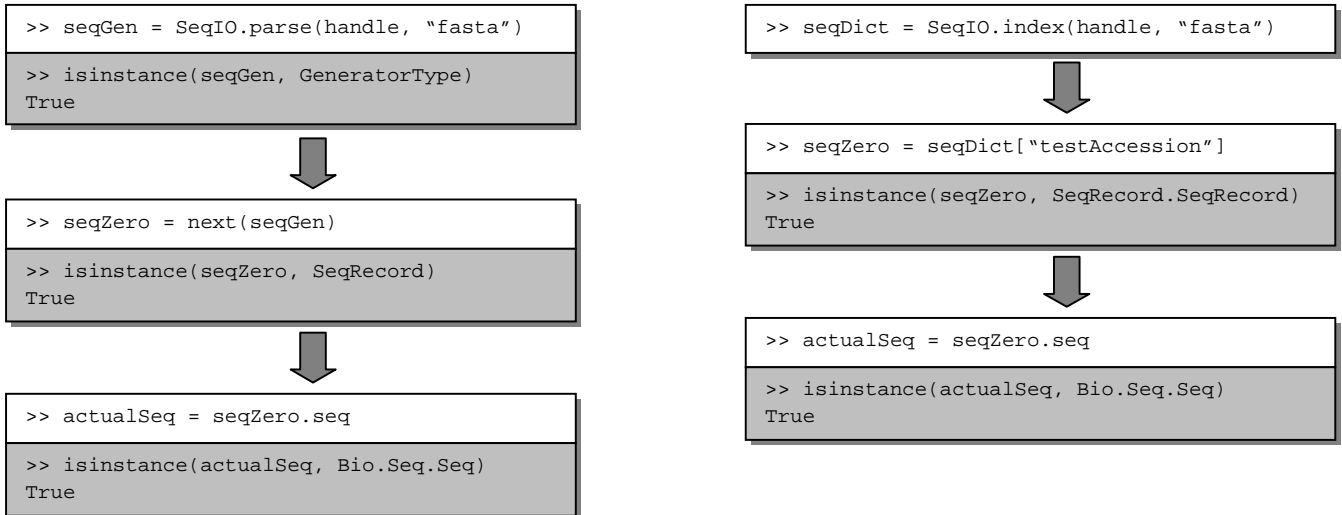 >> seqGen = SeqIO.parse(handle, “fasta”)
>> isinstance(seqGen, GeneratorType)
True
>> seqZero = next(seqGen)
>> isinstance(seqZero, SeqRecord)
True
>> actualSeq = seqZero.seq
>> isinstance(actualSeq, Bio.Seq.Seq)
True
>> seqDict = SeqIO.index(handle, “fasta”)
>> seqZero = seqDict[“testAccession”]
>> isinstance(seqZero, SeqRecord.SeqRecord)
True
>> actualSeq = seqZero.seq
>> isinstance(actualSeq, Bio.Seq.Seq)
True